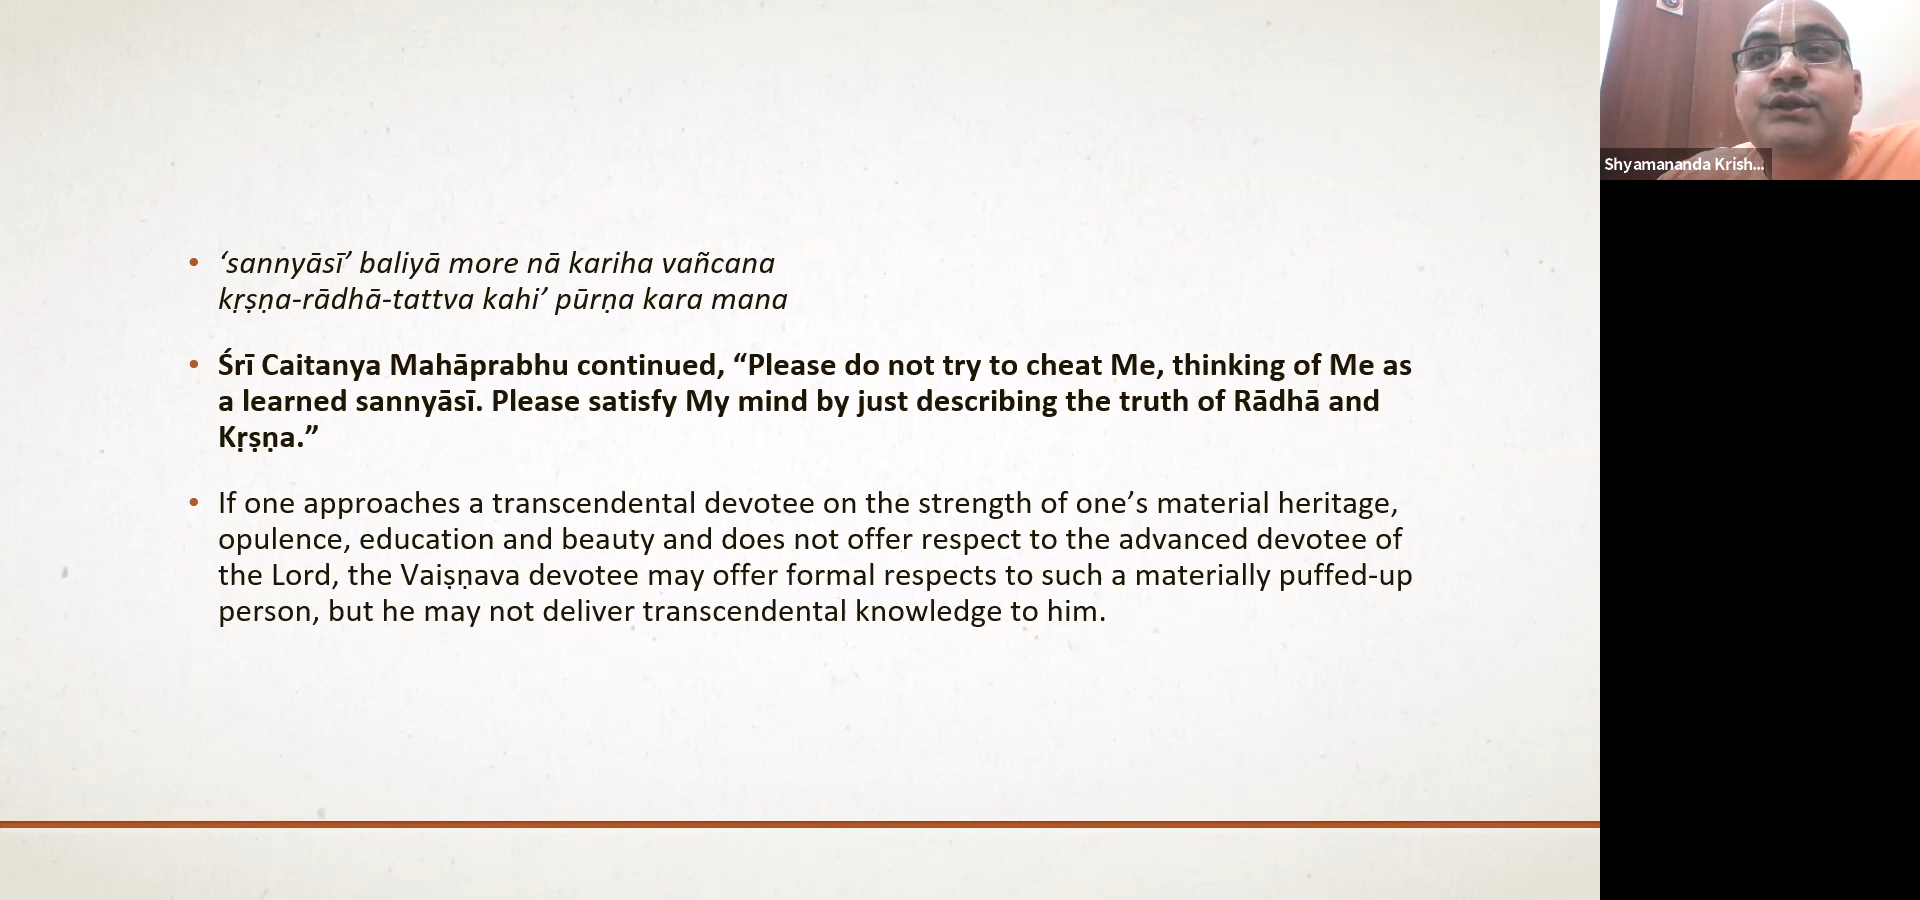 ‘sannyāsī’ baliyā more nā kariha vañcana
kṛṣṇa-rādhā-tattva kahi’ pūrṇa kara mana
Śrī Caitanya Mahāprabhu continued, “Please do not try to cheat Me, thinking of Me as
a learned sannyāsī. Please satisfy My mind by just describing the truth of Rādhā and
Kṛṣṇa.”
If one approaches a transcendental devotee on the strength of one’s material heritage,
opulence, education and beauty and does not offer respect to the advanced devotee of
the Lord, the Vaiṣṇava devotee may offer formal respects to such a materially puffed-up
person, but he may not deliver transcendental knowledge to him.
Shyamananda Krish...